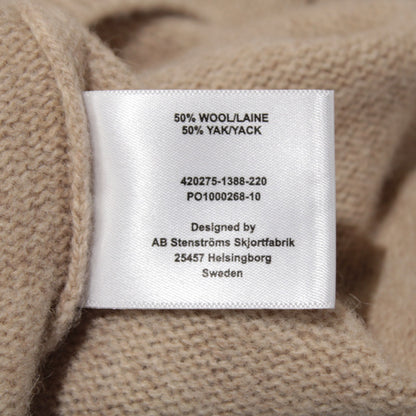 50% WOOL/LAINE
50% YAK/YACK
420275-1388-220
PO1000268-10
Designed by
AB Stenströms Skjortfabrik
25457 Helsingborg
Sweden